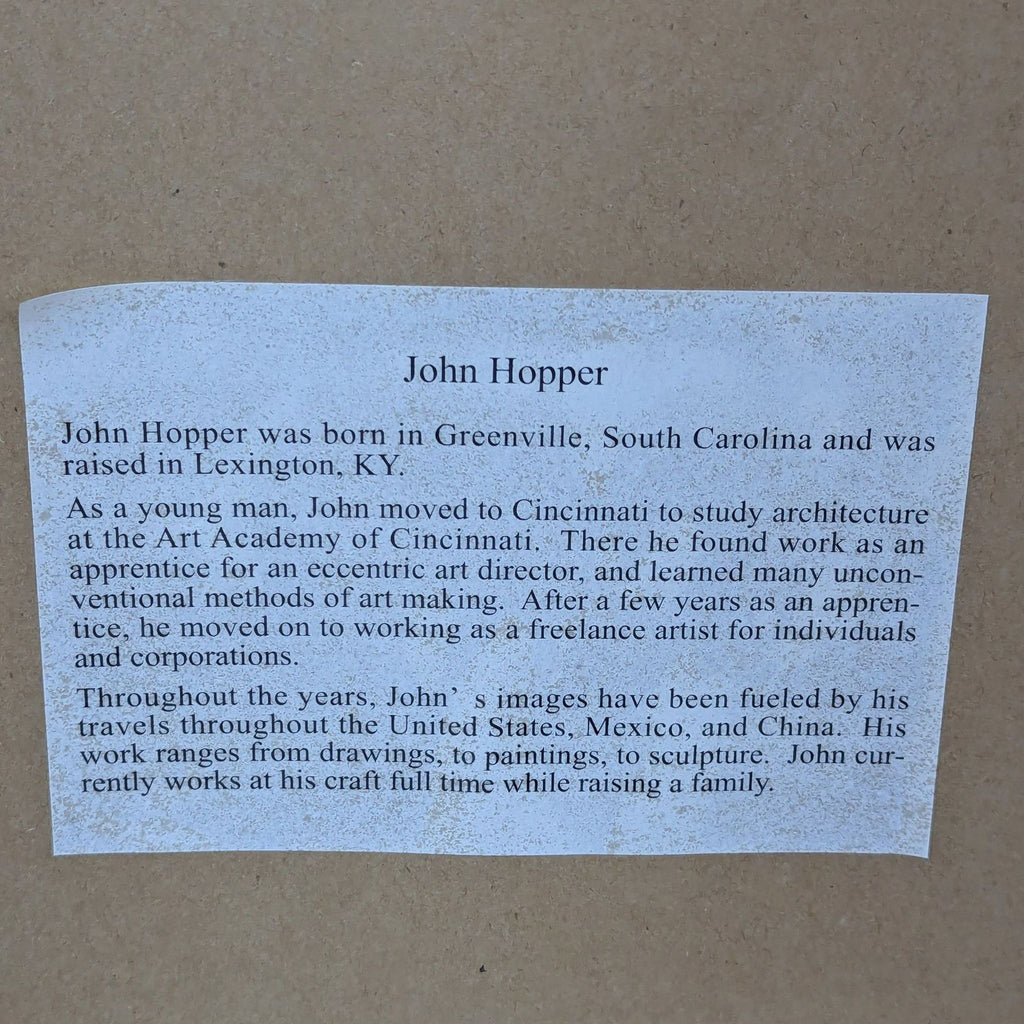 John Hopper
John Hopper was born in Greenville, South Carolina and was
raised in Lexington, KY.
As a young man, John moved to Cincinnati to study architecture
at the Art Academy of Cincinnati.  There he found work as an
apprentice for an eccentric art director, and learned many uncon-
ventional methods of art making.  After a few years as an appren-
tice, he moved on to working as a freelance artist for individuals
and corporations.
Throughout the years, John’ s images have been fueled by his
travels throughout the United States, Mexico, and China.  His
work ranges from drawings, to paintings, to sculpture.  John cur-
rently works at his craft full time while raising a family.